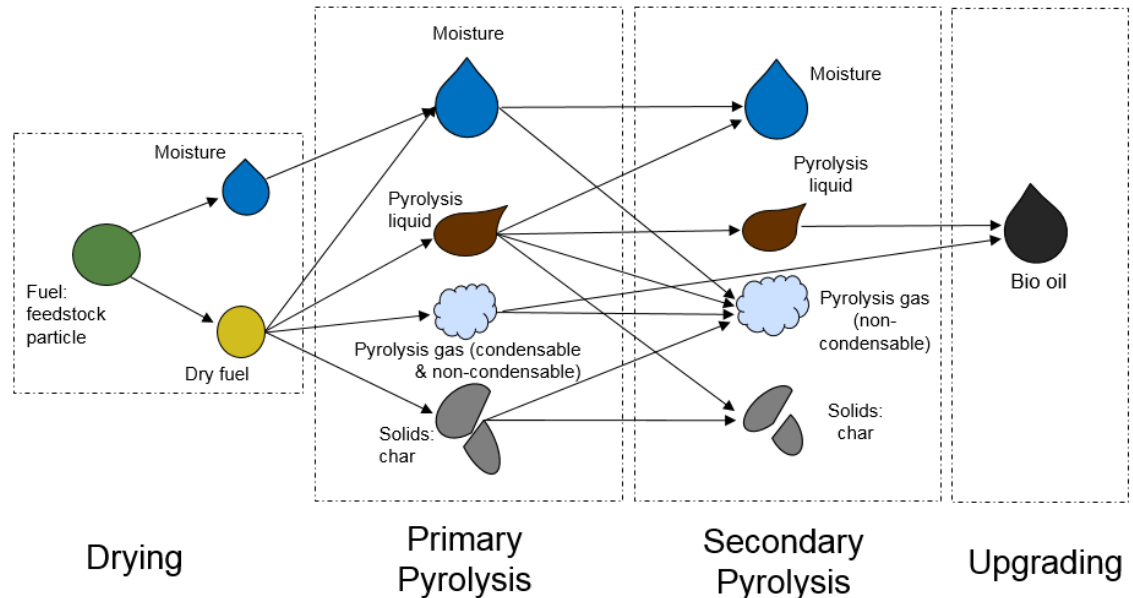 Moisture
Fuel:
feedstock
particle
Dry fuel
Moisture
Pyrolysis
liquid
Pyrolysis gas (condensable
& non-condensable)
Solids:
char
Moisture
Pyrolysis
liquid
Pyrolysis gas
(non-
condensable)
Solids:
char
Bio oil
Drying
Primary
Pyrolysis
Secondary
Pyrolysis
Upgrading